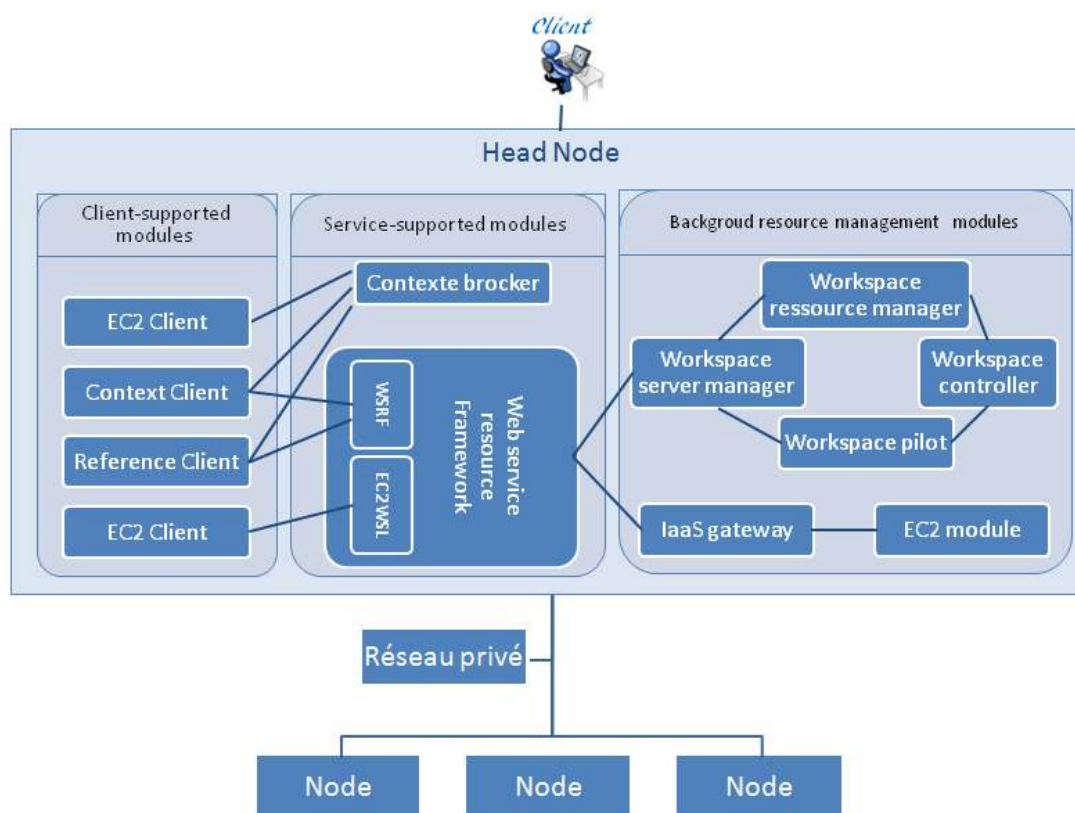 Client
Head Node
Client-supported
modules
Service-supported modules
Backgroud resource management modules
EC2 Client
Context Client
Reference Client
EC2 Client
Contexte brocker
WSRF
EC2WSL
Web service
resource
Framework
Workspace
ressource manager
Workspace
server manager
Workspace
controller
Workspace pilot
IaaS gateway
EC2 module
Réseau privé
Node
Node
Node